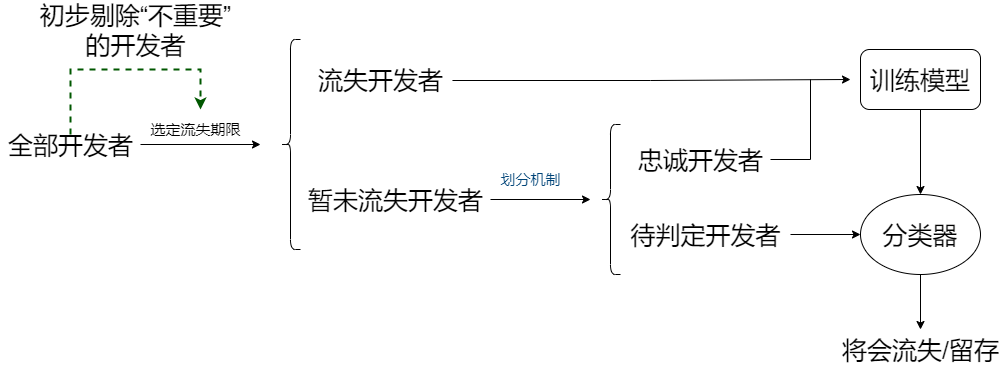 初步剔除“不重要”
的开发者
全部开发者
选定流失期限
流失开发者
暂未流失开发者
划分机制
忠诚开发者
待判定开发者
训练模型
分类器
将会流失/留存